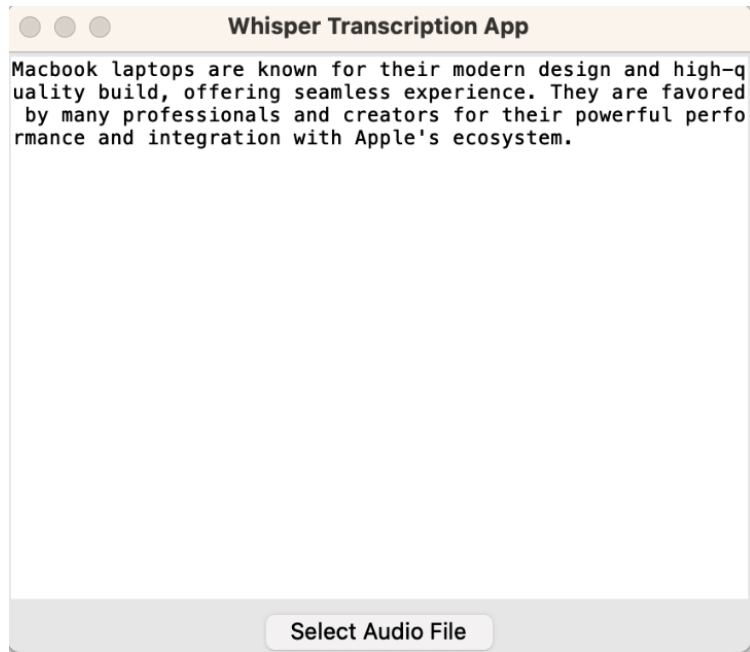 Whisper Transcription App
Macbook laptops are known for their modern design and high-q
uality build, offering seamless experience. They are favored
 by many professionals and creators for their powerful perfo
rmance and integration with Apple's ecosystem.
Select Audio File